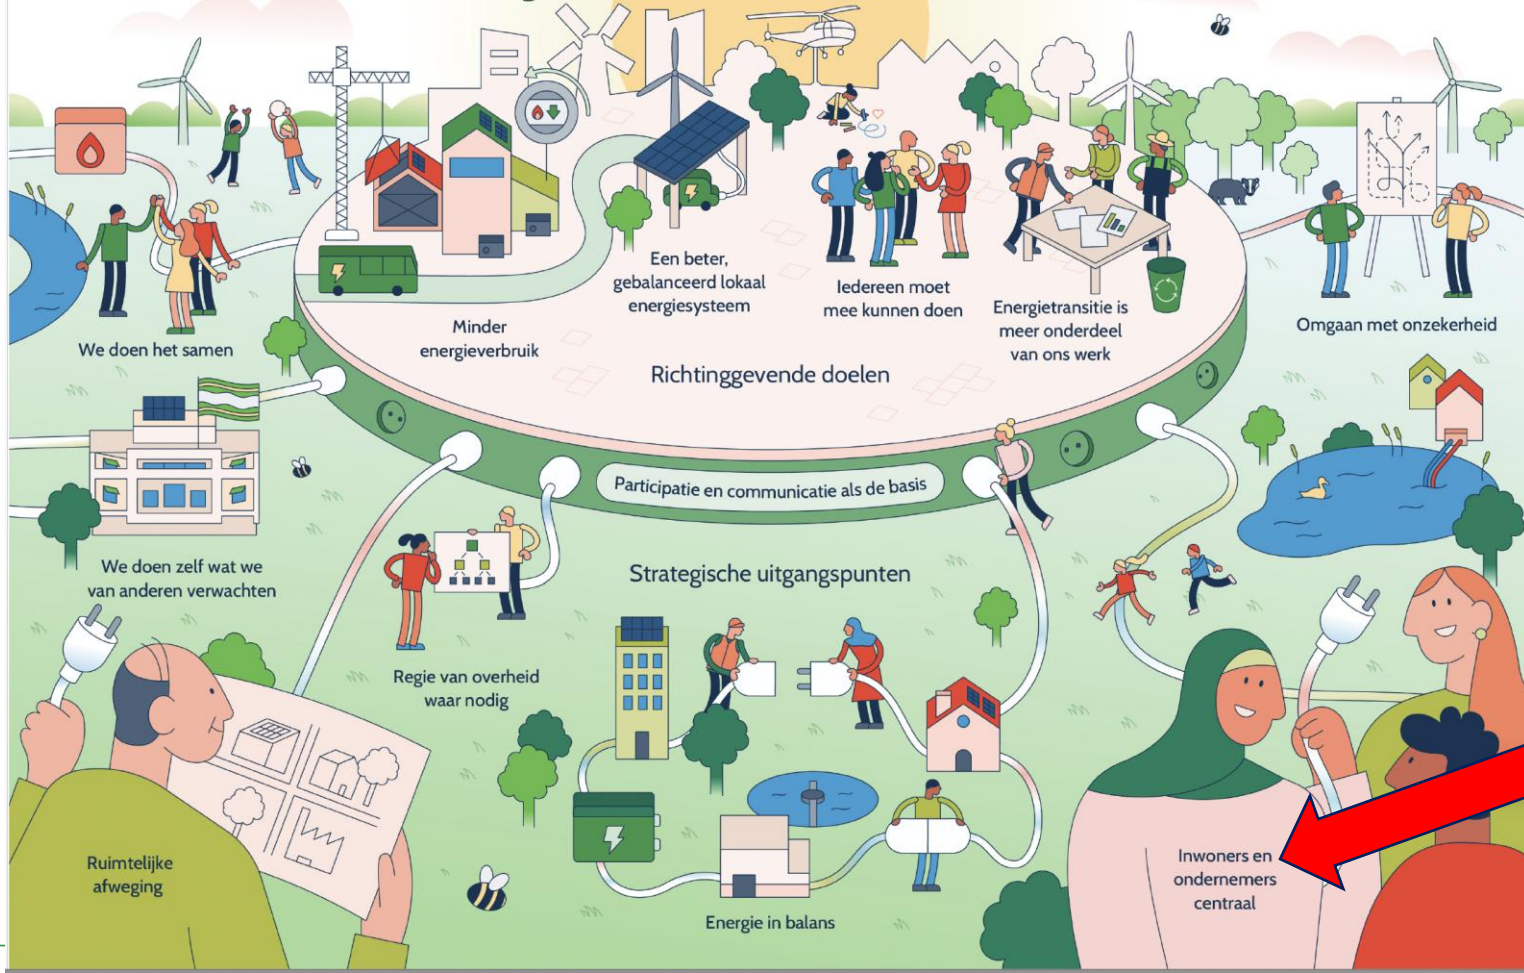 Een beter,
gebalanceerd lokaal
energiesysteem
Iedereen moet
mee kunnen doen
Energietransitie is
meer onderdeel
van ons werk
Minder
energieverbruik
Omgaan met onzekerheid
We doen het samen
Richtinggevende doelen
Participatie en communicatie als de basis
We doen zelf wat we
van anderen verwachten
Strategische uitgangspunten
Regie van overheid
waar nodig
Ruimtelijke
afweging
Inwoners en
ondernemers
centraal
Energie in balans